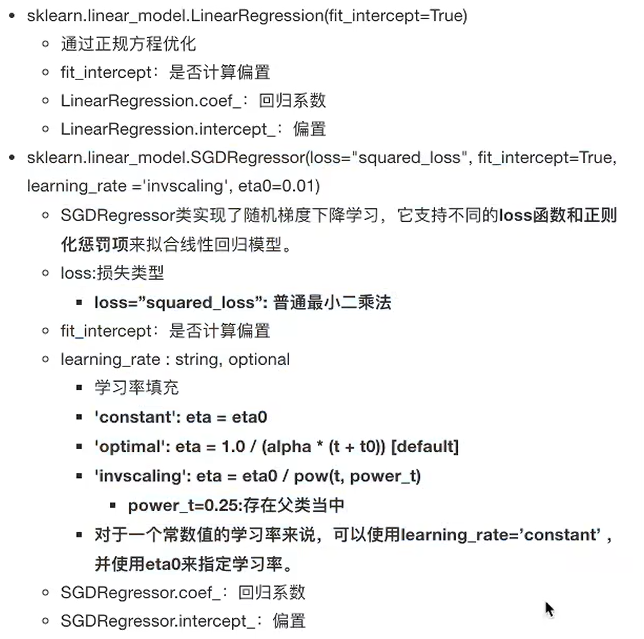 sklearn.linear_model.LinearRegression(fit_intercept=True)
通过正规方程优化
fit_intercept：是否计算偏置
LinearRegression.coef_：回归系数
LinearRegression.intercept_：偏置
sklearn.linear_model.SGDRegressor(loss="squared_loss", fit_intercept=True,
learning_rate ='invscaling', eta0=0.01)
SGDRegressor类实现了随机梯度下降学习，它支持不同的loss函数和正则
化惩罚项来拟合线性回归模型。
loss:损失类型
loss=”squared_loss”: 普通最小二乘法
fit_intercept：是否计算偏置
learning_rate : string, optional
学习率填充
'constant': eta = eta0
'optimal': eta = 1.0 / (alpha * (t + t0)) [default]
'invscaling': eta = eta0 / pow(t, power_t)
power_t=0.25:存在父类当中
对于一个常数值的学习率来说，可以使用learning_rate=’constant’ ，
并使用eta0来指定学习率。
SGDRegressor.coef_：回归系数
SGDRegressor.intercept_：偏置